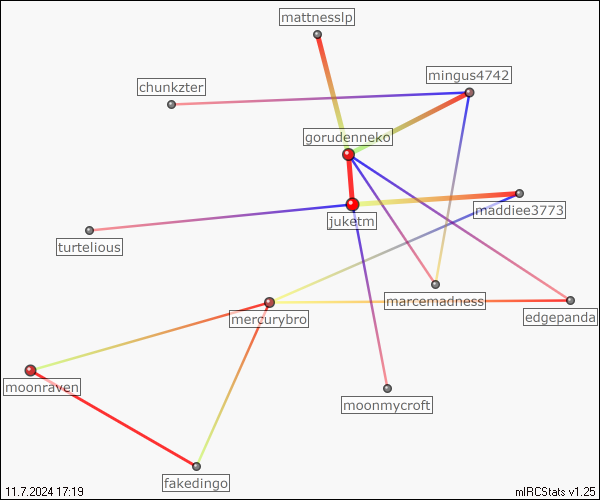 mattnesslp
mingus4742
chunkzter
gorudenneko
maddiee3773
juketm
turtelious
marcemadness
edgepanda
mercurybro
moonraven
moonmycroft
fakedingo
11.7.2024 17:19
mIRCStats v1.25